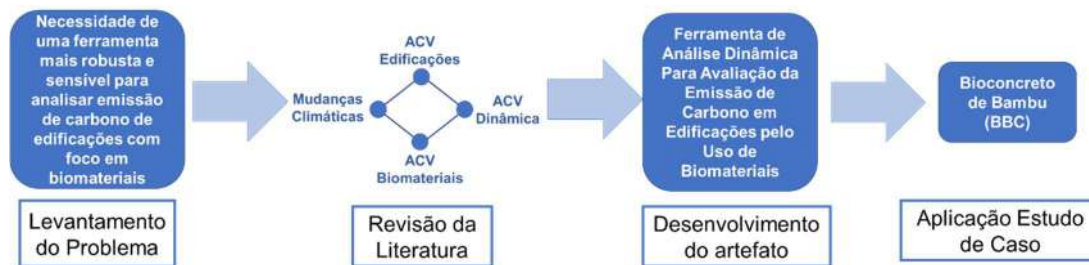 Necessidade de
uma ferramenta
mais robusta e
sensível para
analisar emissão
de carbono de
edificações com
foco em
biomateriais
Levantamento
do Problema
ACV
Edificações
Mudanças
Climáticas
ACV
Dinâmica
ACV
Biomateriais
Revisão da
Literatura
Ferramenta de
Análise Dinâmica
Para Avaliação da
Emissão de
Carbono em
Edificações pelo
Uso de
Biomateriais
Desenvolvimento
do artefato
Bioconcreto
de Bambu
(BBC)
Aplicação Estudo
de Caso